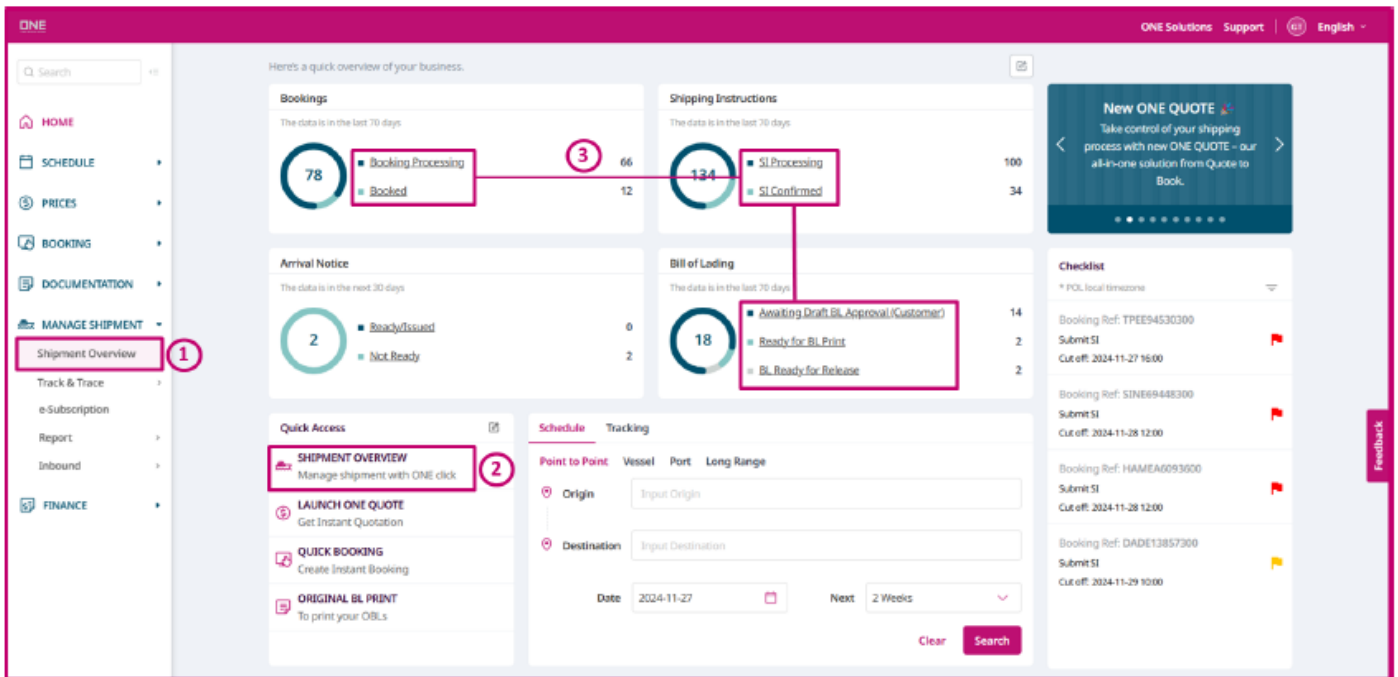 ONE
ONE Solutions Support GT English
Search
HOME
SCHEDULE
PRICES
BOOKING
DOCUMENTATION
MANAGE SHIPMENT
Shipment Overview
1
Track & Trace
e-Subscription
Report
Inbound
FINANCE
Here's a quick overview of your business.
Bookings
The data is in the last 70 days
78
Booking Processing 66
Booked 12
3
Shipping Instructions
The data is in the last 70 days
134
SI Processing 100
SI Confirmed 34
Arrival Notice
The data is in the next 30 days
2
Ready/Issued 0
Not Ready 2
Bill of Lading
The data is in the last 70 days
18
Awaiting Draft BL Approval (Customer) 14
Ready for BL Print 2
BL Ready for Release 2
Quick Access
SHIPMENT OVERVIEW
Manage shipment with ONE click
2
LAUNCH ONE QUOTE
Get Instant Quotation
QUICK BOOKING
Create Instant Booking
ORIGINAL BL PRINT
To print your OBLs
Schedule Tracking
Point to Point Vessel Port Long Range
Origin Input Origin
Destination Input Destination
Date 2024-11-27 Next 2 Weeks
Clear Search
New ONE QUOTE
Take control of your shipping
process with new ONE QUOTE – our
all-in-one solution from Quote to
Book.
Checklist
* POL local timezone
Booking Ref: TPEE94530300
Submit SI
Cut off: 2024-11-27 16:00
Booking Ref: SINE69448300
Submit SI
Cut off: 2024-11-28 12:00
Booking Ref: HAMEA6093600
Submit SI
Cut off: 2024-11-28 12:00
Booking Ref: DADE13857300
Submit SI
Cut off: 2024-11-29 10:00
Feedback